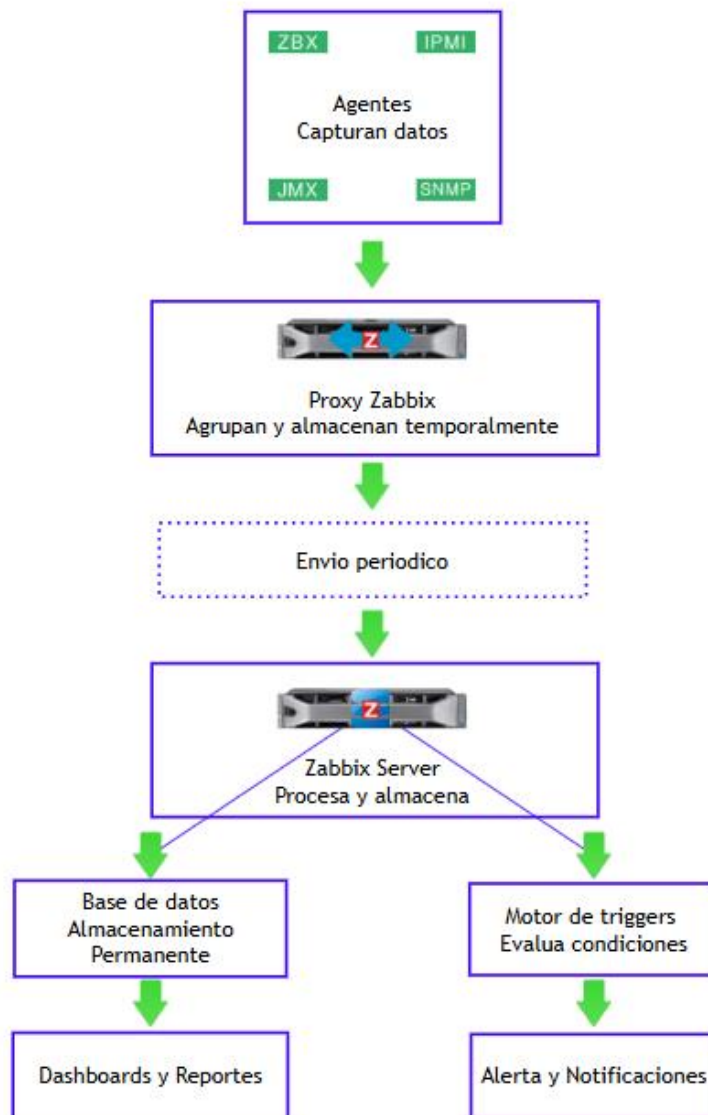 ZBX IPMI
Agentes
Capturan datos
JMX SNMP
Z
Proxy Zabbix
Agrupan y almacenan temporalmente
Envio periodico
Z
Zabbix Server
Procesa y almacena
Base de datos
Almacenamiento
Permanente
Motor de triggers
Evalua condiciones
Dashboards y Reportes
Alerta y Notificaciones